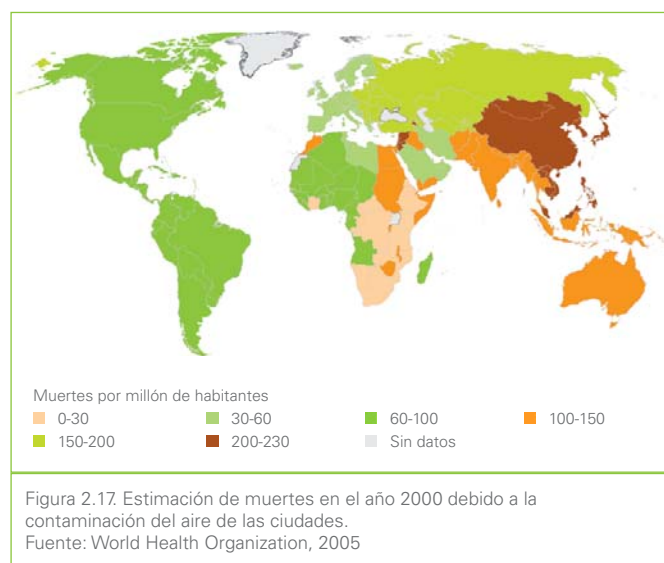 Muertes por millón de habitantes
0-30 30-60 60-100 100-150
150-200 200-230 Sin datos
Figura 2.17. Estimación de muertes en el año 2000 debido a la
contaminación del aire de las ciudades.
Fuente: World Health Organization, 2005